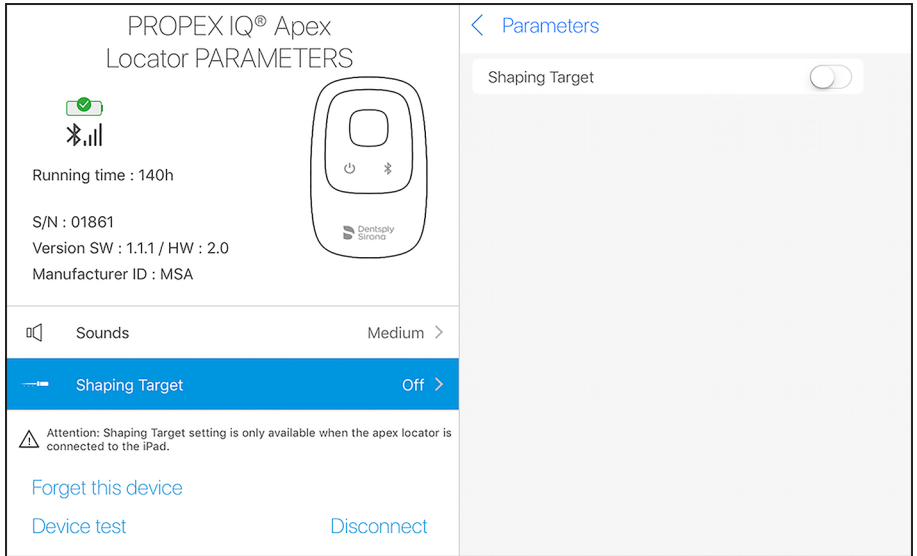 PROPEX IQ® Apex
Locator PARAMETERS
Running time : 140h
S/N : 01861
Version SW : 1.1.1 / HW : 2.0
Manufacturer ID : MSA
Dentsply
Sirona
Sounds Medium
Shaping Target Off
Attention: Shaping Target setting is only available when the apex locator is
connected to the iPad.
Forget this device
Device test Disconnect
Parameters
Shaping Target